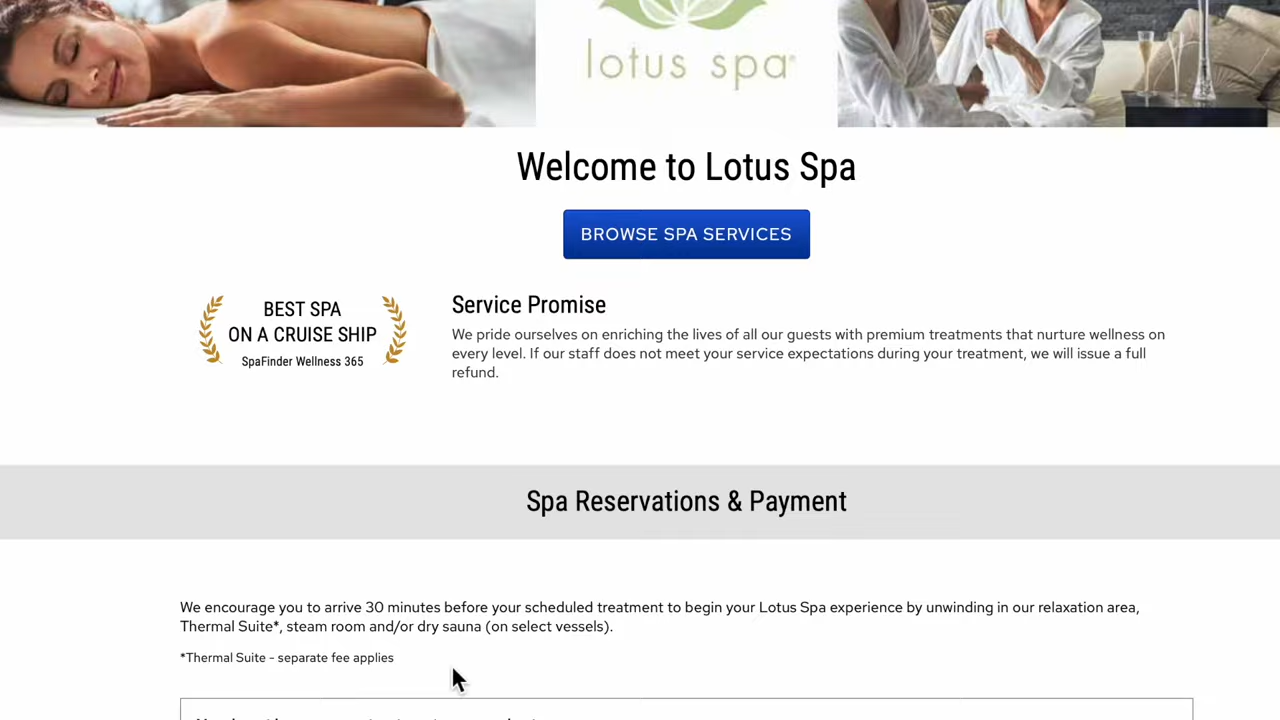 lotus spa®
Welcome to Lotus Spa
BROWSE SPA SERVICES
BEST SPA
ON A CRUISE SHIP
SpaFinder Wellness 365
Service Promise
We pride ourselves on enriching the lives of all our guests with premium treatments that nurture wellness on
every level. If our staff does not meet your service expectations during your treatment, we will issue a full
refund.
Spa Reservations & Payment
We encourage you to arrive 30 minutes before your scheduled treatment to begin your Lotus Spa experience by unwinding in our relaxation area,
Thermal Suite*, steam room and/or dry sauna (on select vessels).
*Thermal Suite - separate fee applies